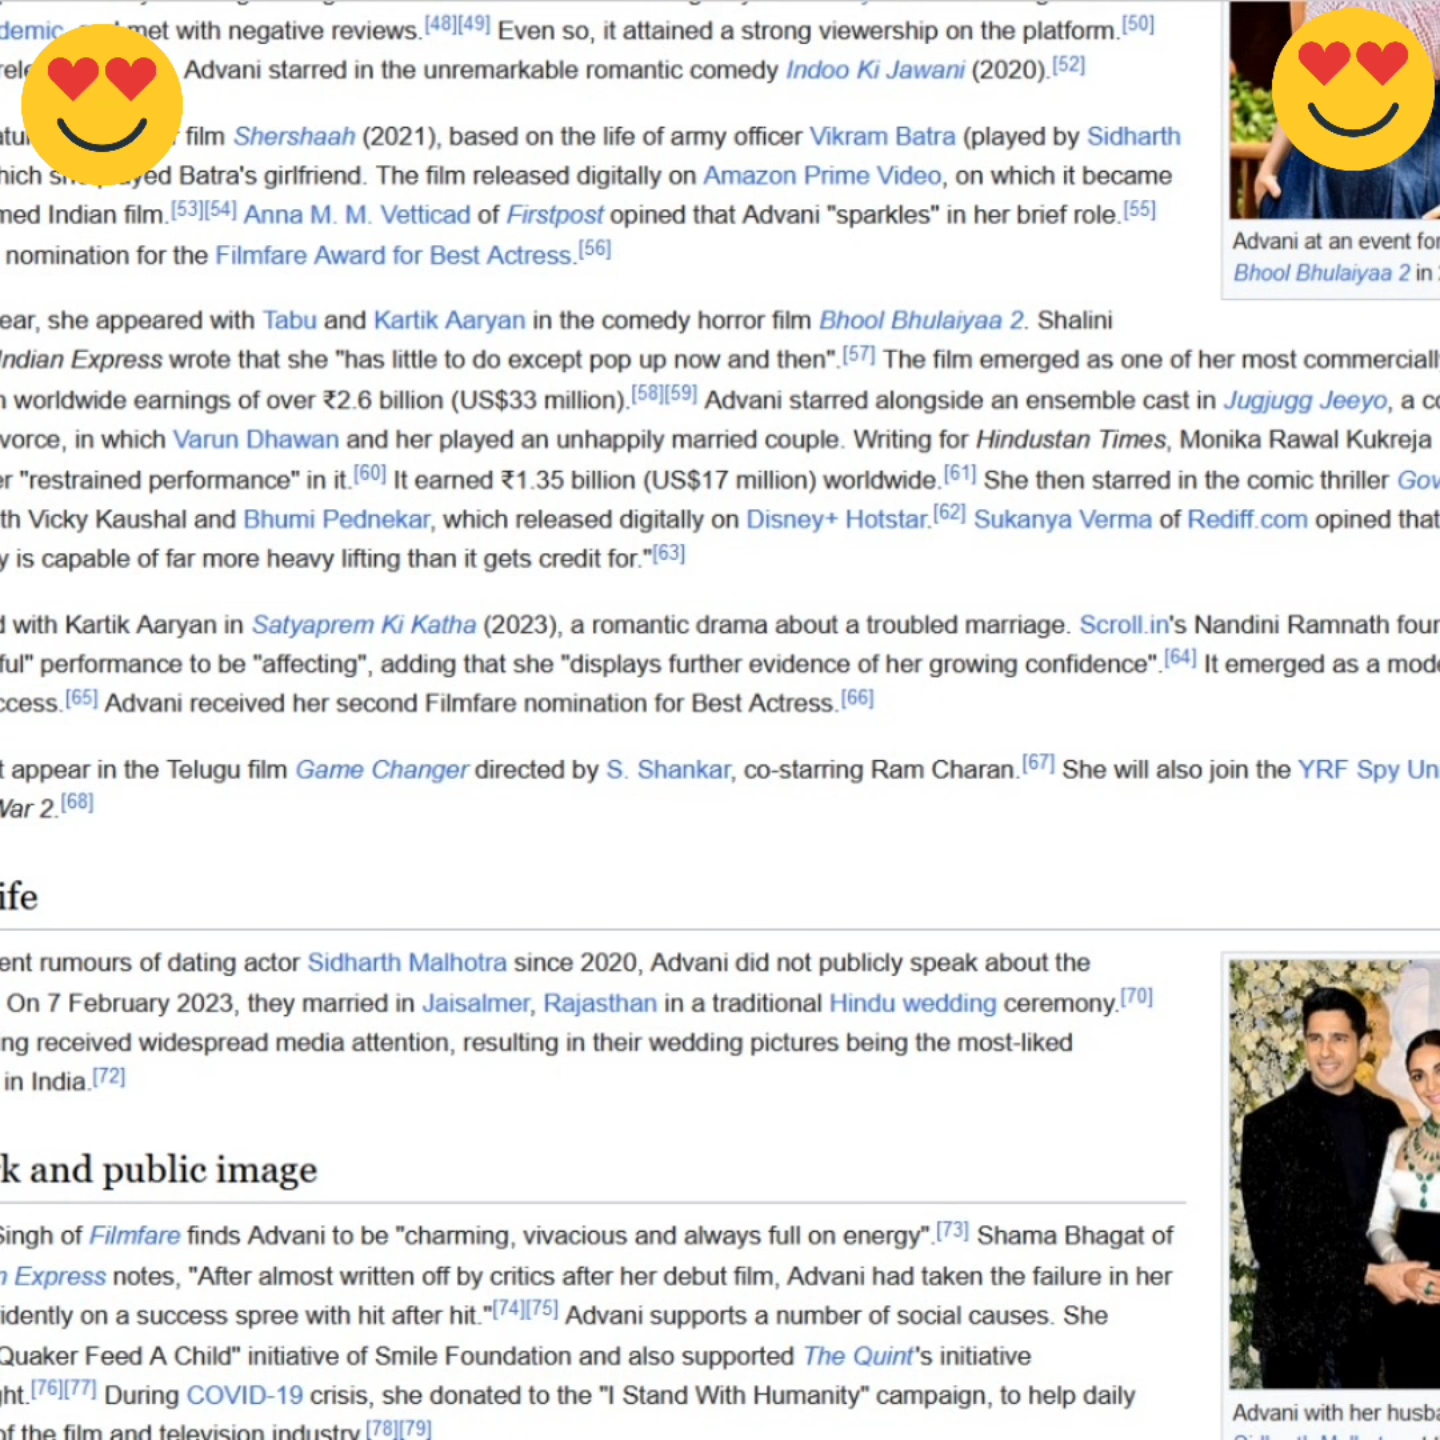 demic met with negative reviews.[48][49] Even so, it attained a strong viewership on the platform.[50]
rele Advani starred in the unremarkable romantic comedy Indoo Ki Jawani (2020).[52]
atu film Shershaah (2021), based on the life of army officer Vikram Batra (played by Sidharth
hich sh yed Batra's girlfriend. The film released digitally on Amazon Prime Video, on which it became
med Indian film.[53][54] Anna M. M. Vetticad of Firstpost opined that Advani "sparkles" in her brief role.[55]
nomination for the Filmfare Award for Best Actress.[56]
Advani at an event for
Bhool Bhulaiyaa 2 in
ear, she appeared with Tabu and Kartik Aaryan in the comedy horror film Bhool Bhulaiyaa 2. Shalini
Indian Express wrote that she "has little to do except pop up now and then".[57] The film emerged as one of her most commerciall
n worldwide earnings of over ₹2.6 billion (US$33 million).[58][59] Advani starred alongside an ensemble cast in Jugjugg Jeeyo, a co
vorce, in which Varun Dhawan and her played an unhappily married couple. Writing for Hindustan Times, Monika Rawal Kukreja
er "restrained performance" in it.[60] It earned ₹1.35 billion (US$17 million) worldwide.[61] She then starred in the comic thriller Gov
th Vicky Kaushal and Bhumi Pednekar, which released digitally on Disney+ Hotstar.[62] Sukanya Verma of Rediff.com opined that
y is capable of far more heavy lifting than it gets credit for."[63]
d with Kartik Aaryan in Satyaprem Ki Katha (2023), a romantic drama about a troubled marriage. Scroll.in's Nandini Ramnath four
ful" performance to be "affecting", adding that she "displays further evidence of her growing confidence".[64] It emerged as a mode
ccess.[65] Advani received her second Filmfare nomination for Best Actress.[66]
t appear in the Telugu film Game Changer directed by S. Shankar, co-starring Ram Charan.[67] She will also join the YRF Spy Un
War 2.[68]
ife
ent rumours of dating actor Sidharth Malhotra since 2020, Advani did not publicly speak about the
On 7 February 2023, they married in Jaisalmer, Rajasthan in a traditional Hindu wedding ceremony.[70]
ng received widespread media attention, resulting in their wedding pictures being the most-liked
in India.[72]
k and public image
Singh of Filmfare finds Advani to be "charming, vivacious and always full on energy".[73] Shama Bhagat of
n Express notes, "After almost written off by critics after her debut film, Advani had taken the failure in her
idently on a success spree with hit after hit."[74][75] Advani supports a number of social causes. She
Quaker Feed A Child" initiative of Smile Foundation and also supported The Quint's initiative
ght.[76][77] During COVID-19 crisis, she donated to the "I Stand With Humanity" campaign, to help daily
of the film and television industry.[78][79]
Advani with her husba